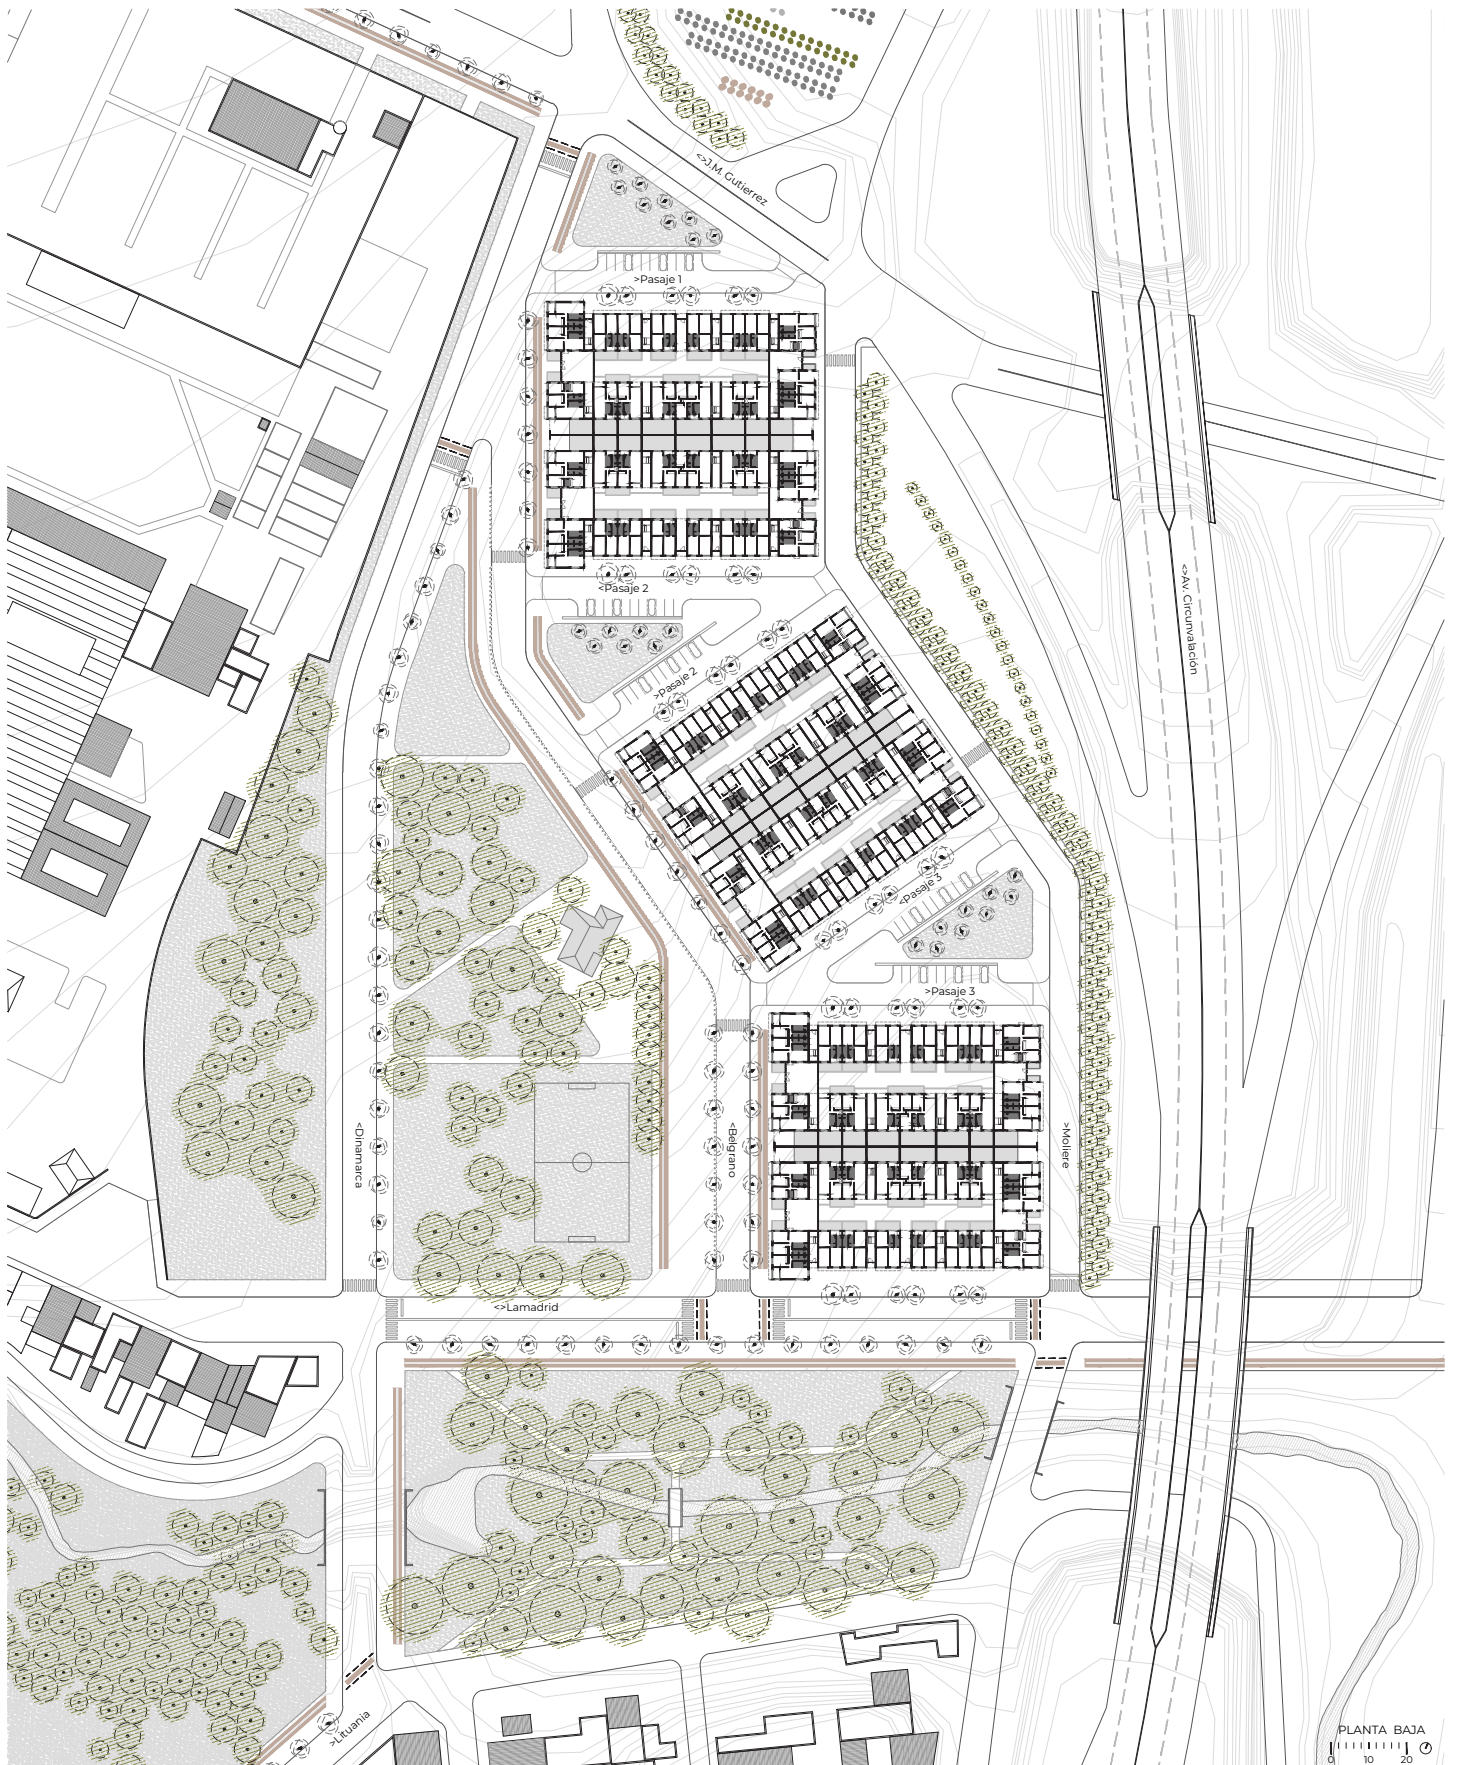 <>J.M. Gutierrez
>Pasaje 1
<>Av. Circunvalación
<Pasaje 2
>Pasaje 2
<Pasaje 3
>Pasaje 3
<Dinamarca
<Belgrano
>Moliere
<>Lamadrid
>Lituania
PLANTA BAJA
0 10 20